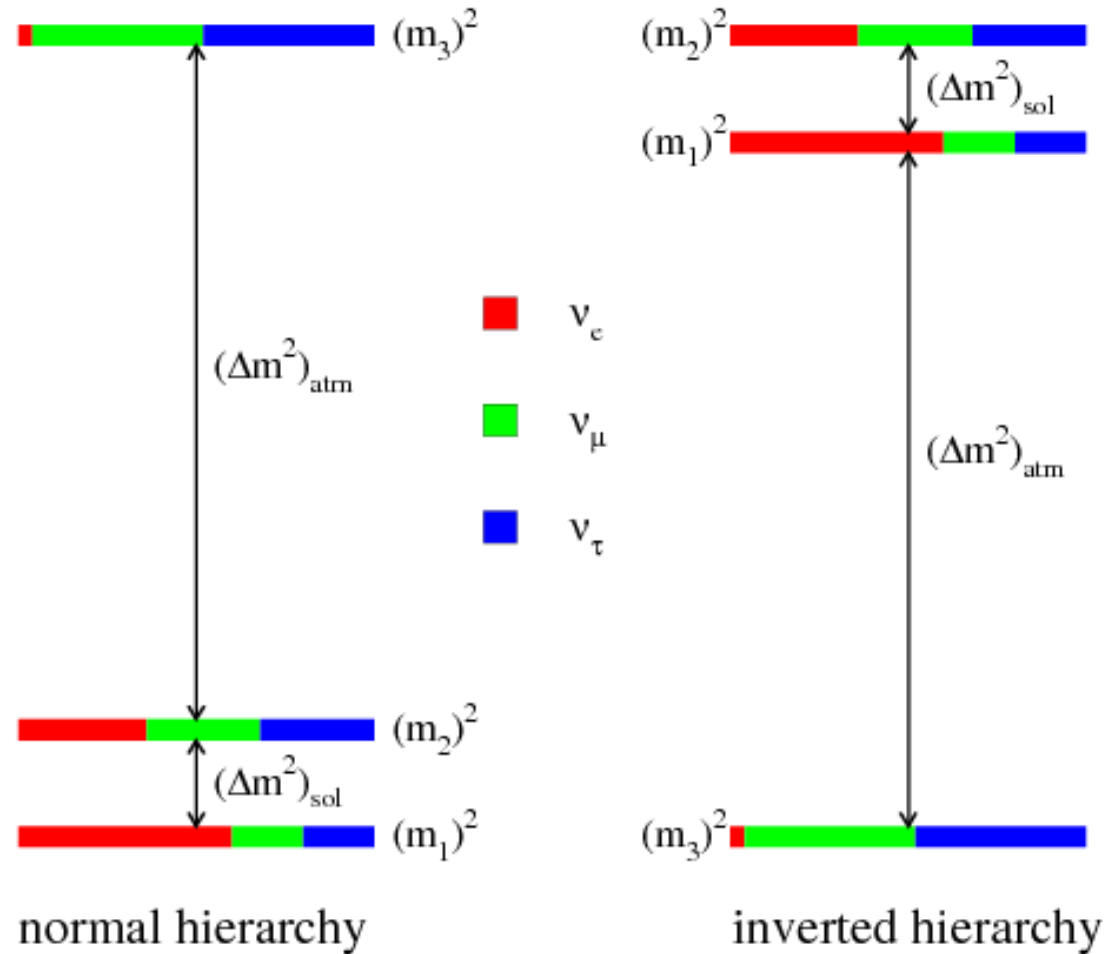 (m₃)²
(Δm²)atm
(m₂)²
(Δm²)sol
(m₁)²
normal hierarchy
νe
νμ
ντ
(m₂)²
(Δm²)sol
(m₁)²
(Δm²)atm
(m₃)²
inverted hierarchy